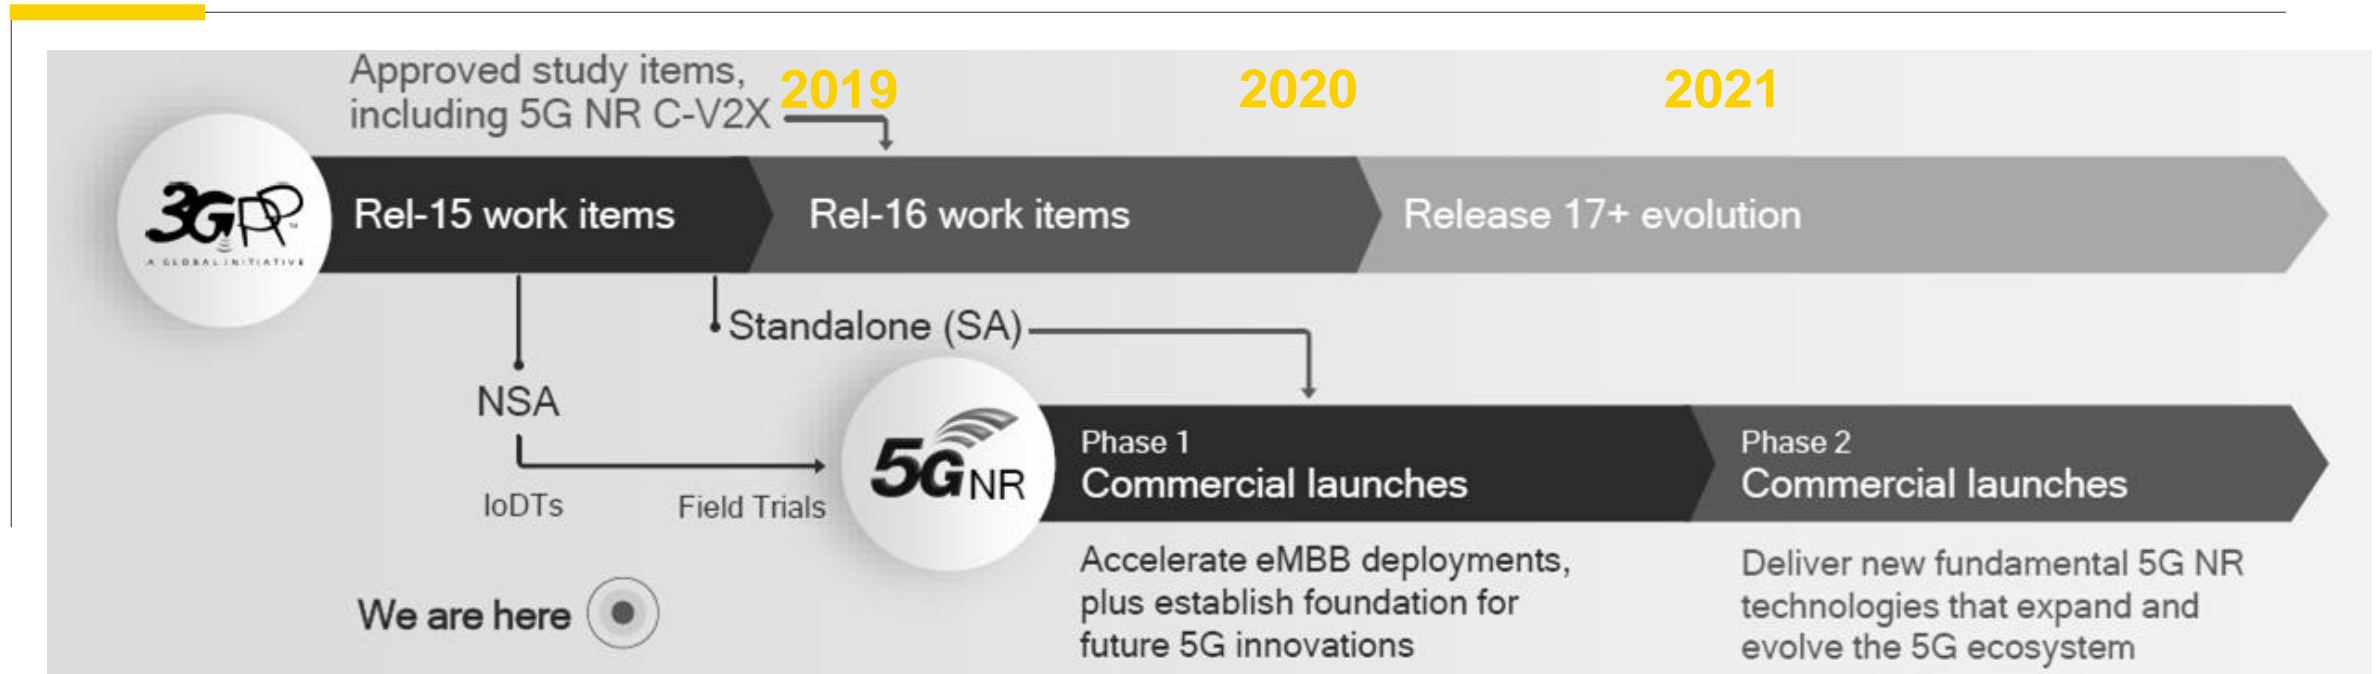 Approved study items,
including 5G NR C-V2X
2019
2020
2021
3GPP
A GLOBAL INITIATIVE
Rel-15 work items
Rel-16 work items
Release 17+ evolution
Standalone (SA)
NSA
IoDTs
Field Trials
5G NR
Phase 1
Commercial launches
Phase 2
Commercial launches
Accelerate eMBB deployments,
plus establish foundation for
future 5G innovations
Deliver new fundamental 5G NR
technologies that expand and
evolve the 5G ecosystem
We are here